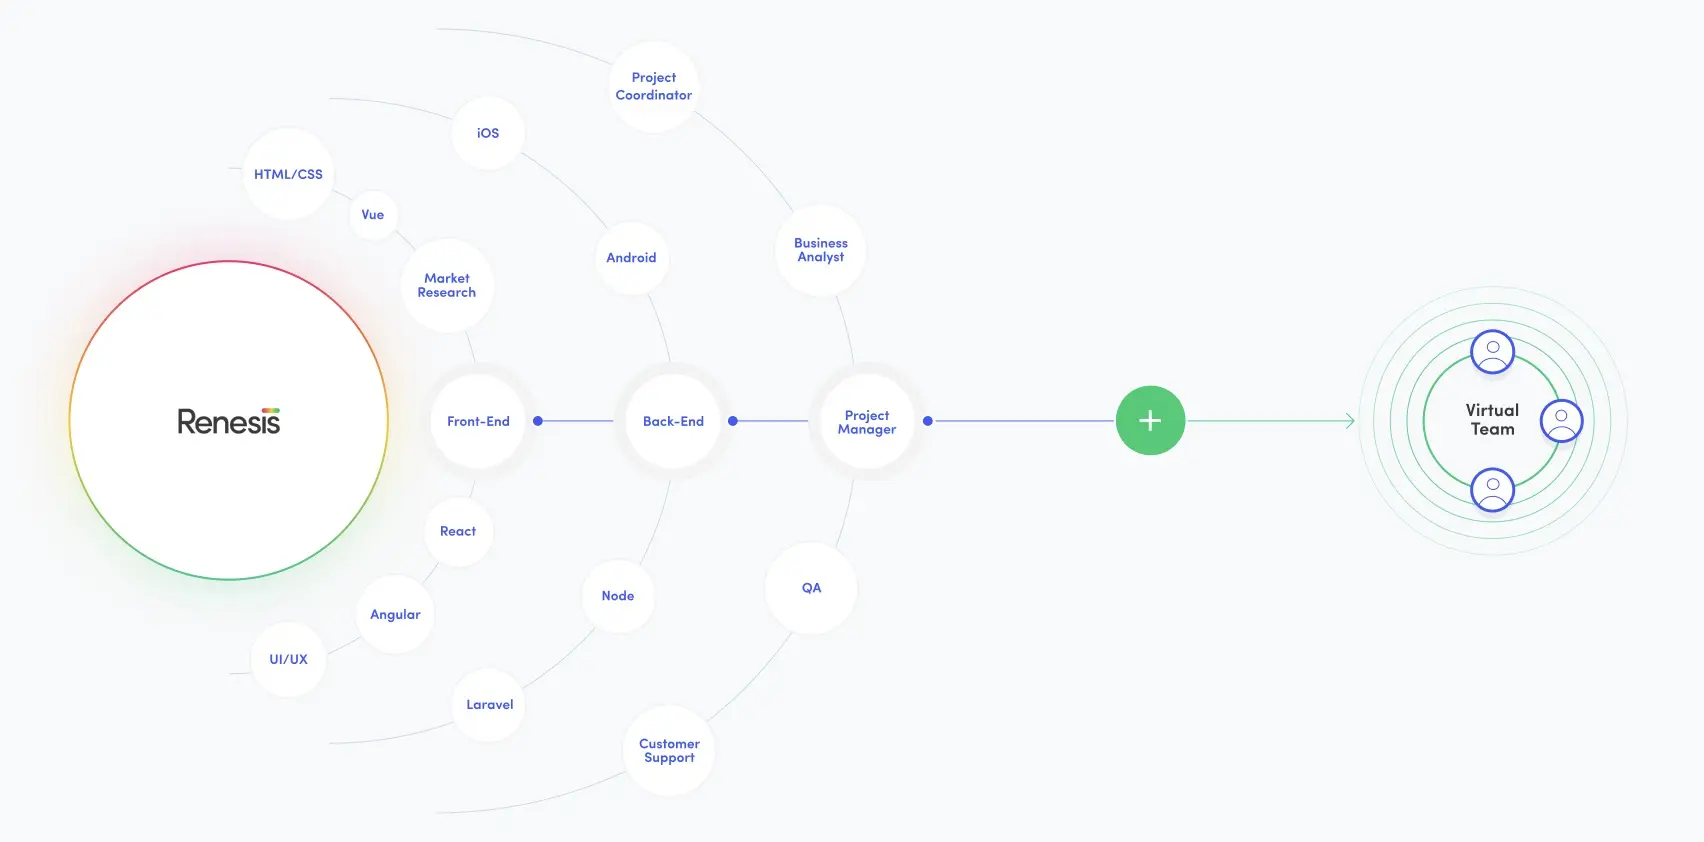 Project
Coordinator
iOS
HTML/CSS
Vue
Business
Analyst
Android
Market
Research
Renesis
Front-End
Back-End
Project
Manager
+
Virtual
Team
React
QA
Node
Angular
UI/UX
Laravel
Customer
Support